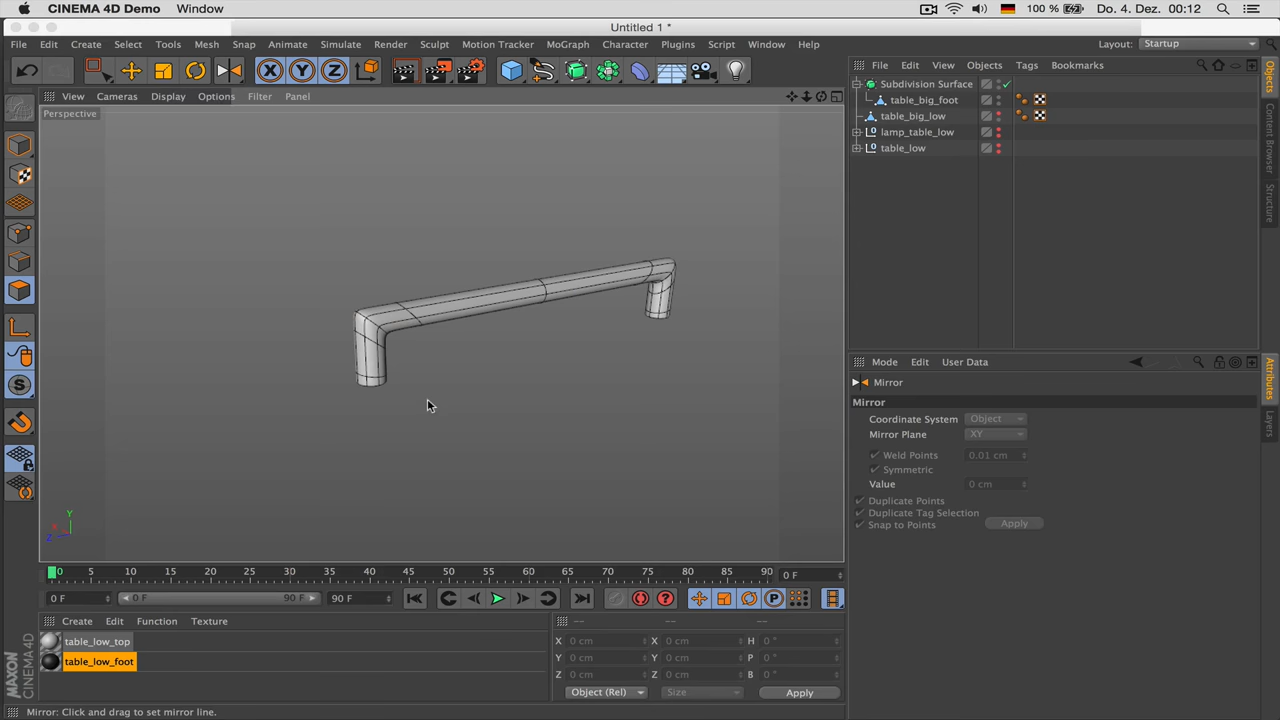 CINEMA 4D Demo Window 100 % Do. 4. Dez. 00:12
Untitled 1 *
File Edit Create Select Tools Mesh Snap Animate Simulate Render Sculpt Motion Tracker MoGraph Character Plugins Script Window Help Layout: Startup
X Y Z
File Edit View Objects Tags Bookmarks
View Cameras Display Options Filter Panel
Perspective
Subdivision Surface
table_big_foot
table_big_low
lamp_table_low
table_low
Objects
Content Browser
Structure
Mode Edit User Data
Mirror
Mirror
Coordinate System Object
Mirror Plane XY
Weld Points 0.01 cm
Symmetric
Value 0 cm
Duplicate Points
Duplicate Tag Selection
Snap to Points Apply
Attributes
Layers
S
Y
X
Z
0 5 10 15 20 25 30 35 40 45 50 55 60 65 70 75 80 85 90 0 F
0 F 0 F 90 F 90 F
P
Create Edit Function Texture
table_low_top
table_low_foot
-- -- --
X 0 cm X 0 cm H 0 °
Y 0 cm Y 0 cm P 0 °
Z 0 cm Z 0 cm B 0 °
Object (Rel) Size Apply
MAXON
CINEMA 4D
Mirror: Click and drag to set mirror line.